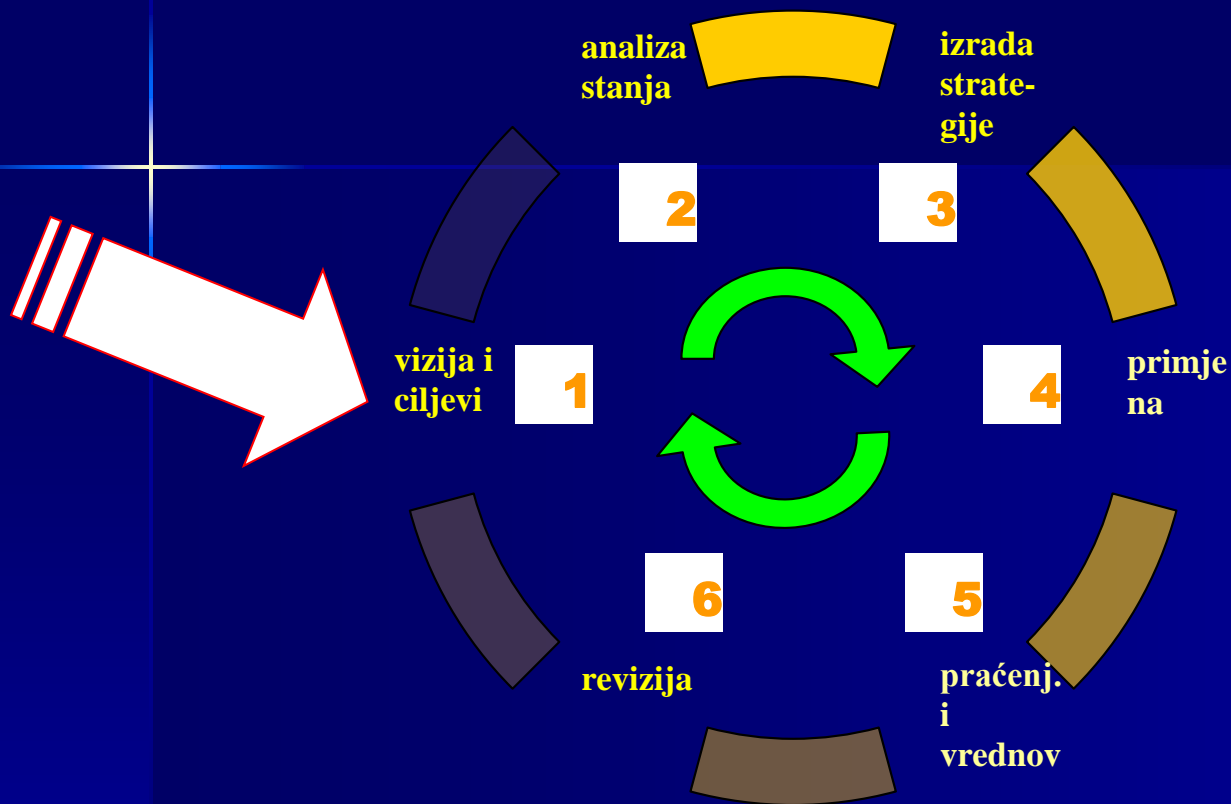 analiza
stanja
izrada
strate-
gije
2
3
vizija i
ciljevi
1
4
primje
na
6
5
revizija
praćenj.
i
vrednov